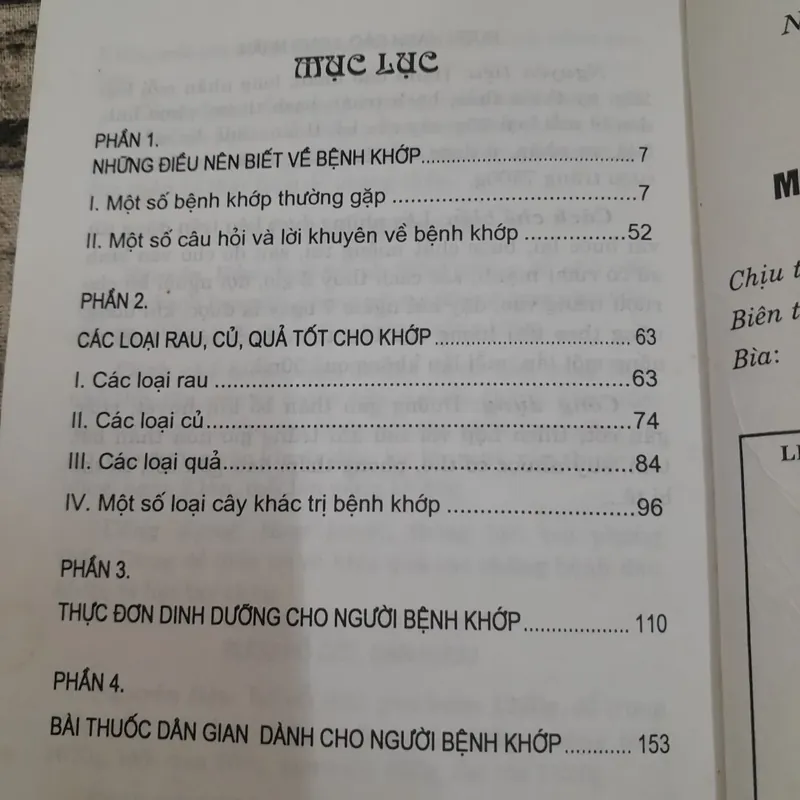 MỤC LỤC
PHẦN 1.
NHỮNG ĐIỀU NÊN BIẾT VỀ BỆNH KHỚP....................................7
I. Một số bệnh khớp thường gặp ....................................7
II. Một số câu hỏi và lời khuyên về bệnh khớp ...............52
PHẦN 2.
CÁC LOẠI RAU, CỦ, QUẢ TỐT CHO KHỚP.................................... 63
I. Các loại rau ...............................................................63
II. Các loại củ................................................................74
III. Các loại quả.............................................................84
IV. Một số loại cây khác trị bệnh khớp ............................96
PHẦN 3.
THỰC ĐƠN DINH DƯỠNG CHO NGƯỜI BỆNH KHỚP.................. 110
PHẦN 4.
BÀI THUỐC DÂN GIAN DÀNH CHO NGƯỜI BỆNH KHỚP............ 153
Chịu
Biên
Bìa: